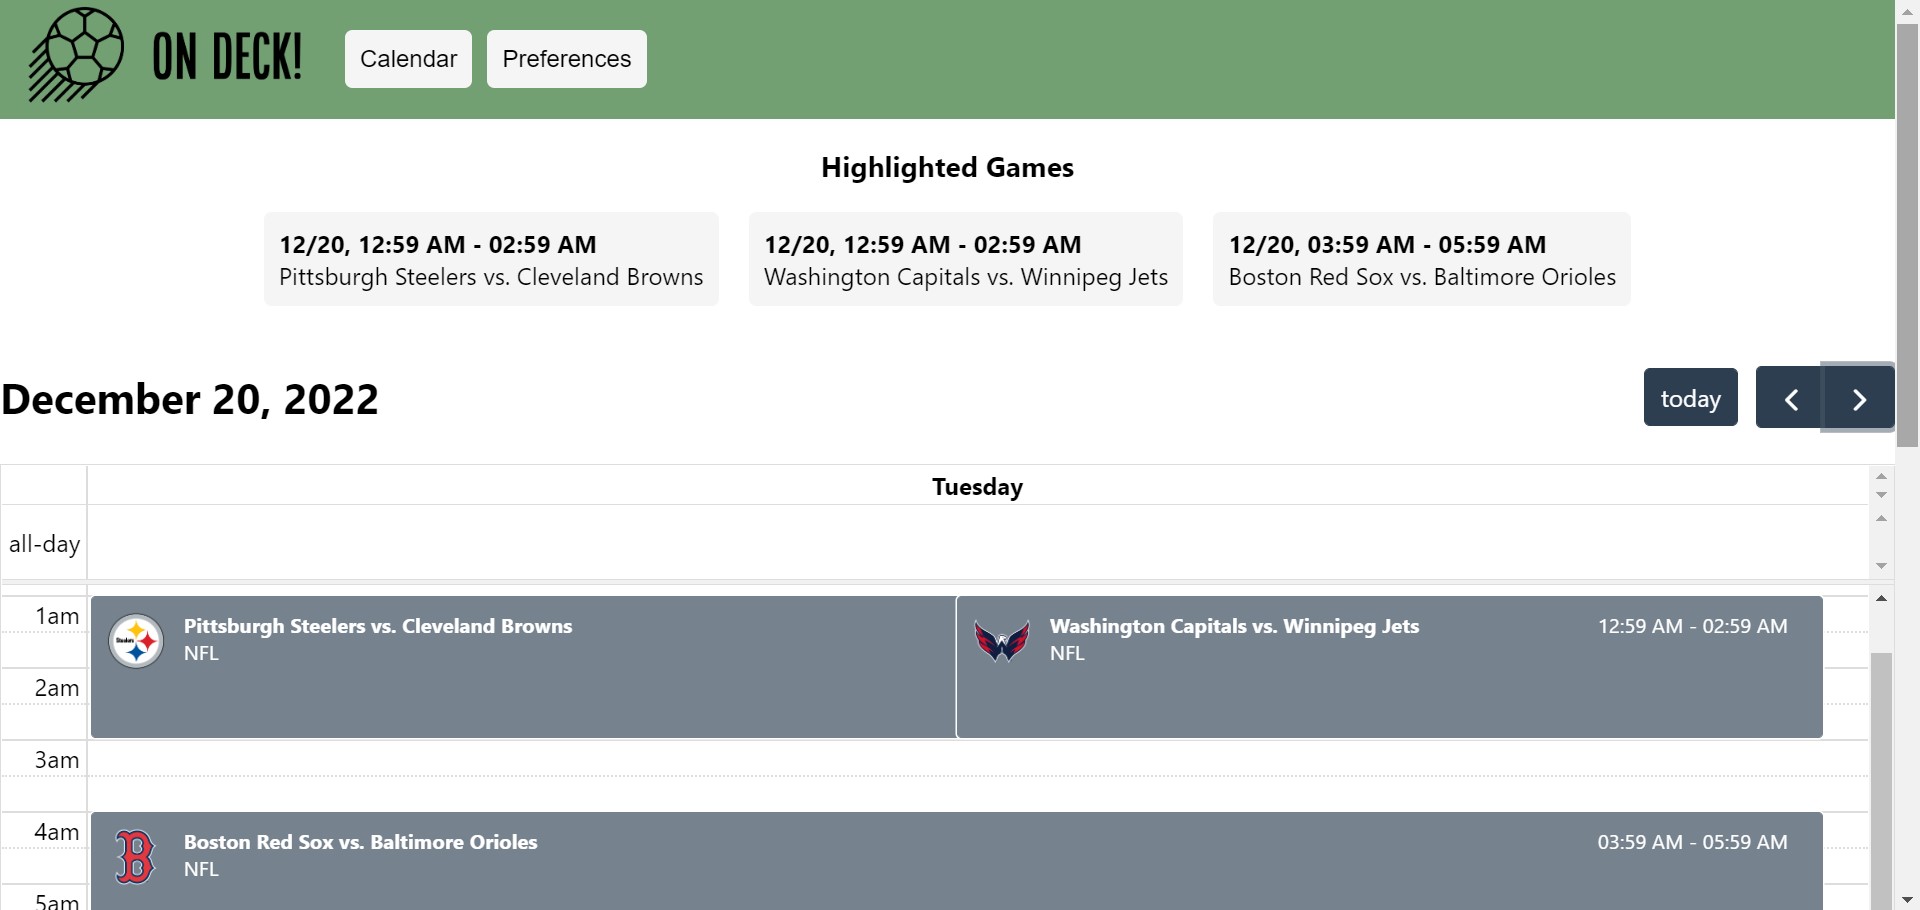 ON DECK!
Calendar
Preferences
Highlighted Games
12/20, 12:59 AM - 02:59 AM
Pittsburgh Steelers vs. Cleveland Browns
12/20, 12:59 AM - 02:59 AM
Washington Capitals vs. Winnipeg Jets
12/20, 03:59 AM - 05:59 AM
Boston Red Sox vs. Baltimore Orioles
December 20, 2022
today
Tuesday
all-day
1am
Steelers
Pittsburgh Steelers vs. Cleveland Browns
NFL
Washington Capitals vs. Winnipeg Jets
12:59 AM - 02:59 AM
NFL
2am
3am
4am
B
Boston Red Sox vs. Baltimore Orioles
03:59 AM - 05:59 AM
NFL
5am